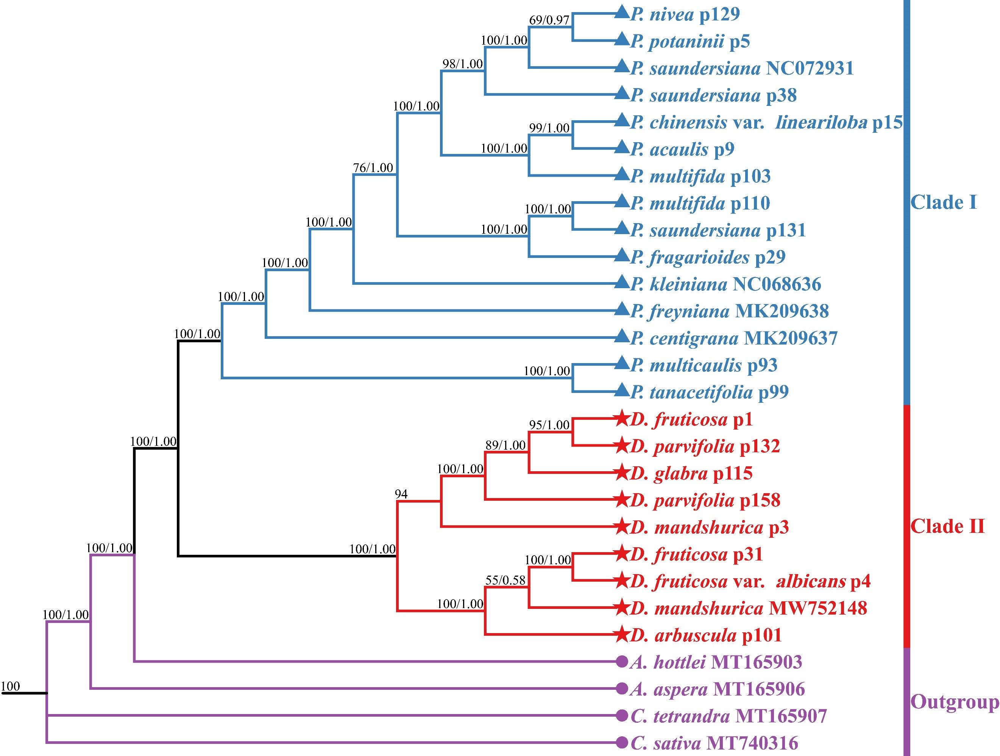 P. nivea p129
69/0.97
P. potaninii p5
100/1.00
P. saundersiana NC072931
98/1.00
P. saundersiana p38
100/1.00
P. chinensis var. lineariloba p15
99/1.00
P. acaulis p9
100/1.00
P. multifida p103
76/1.00
P. multifida p110
Clade I
100/1.00
100/1.00
P. saundersiana p131
100/1.00
P. fragarioides p29
100/1.00
P. kleiniana NC068636
100/1.00
P. freyniana MK209638
100/1.00
P. centigrana MK209637
P. multicaulis p93
100/1.00
P. tanacetifolia p99
D. fruticosa p1
95/1.00
100/1.00
D. parvifolia p132
89/1.00
100/1.00
D. glabra p115
94
D. parvifolia p158
D. mandshurica p3
Clade II
100/1.00
100/1.00
D. fruticosa p31
100/1.00
55/0.58
D. fruticosa var. albicans p4
100/1.00
D. mandshurica MW752148
100/1.00
D. arbuscula p101
A. hottlei MT165903
100
A. aspera MT165906
Outgroup
C. tetrandra MT165907
C. sativa MT740316